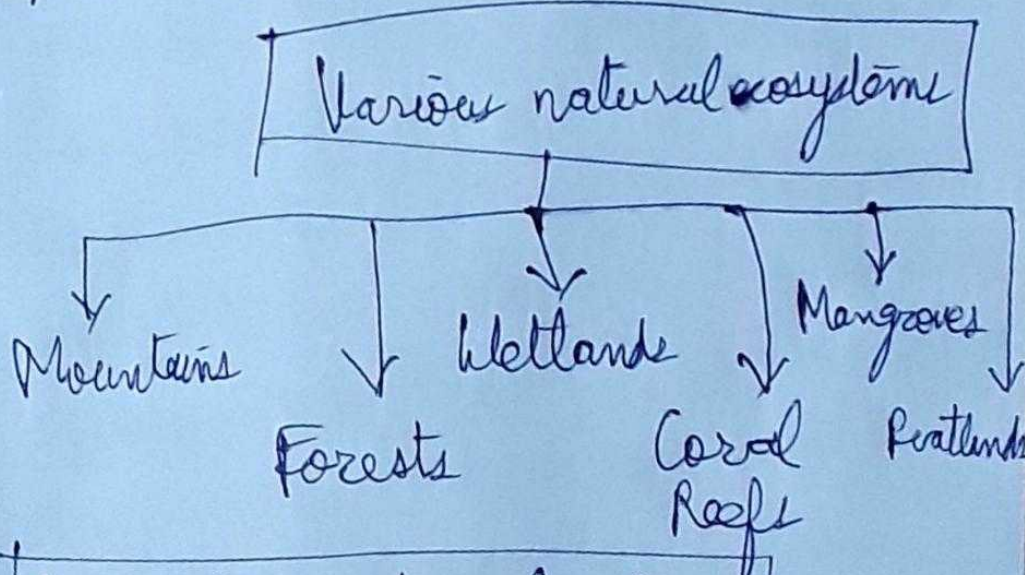 Various natural ecosystems
Mountains
Forests
Wetlands
Coral
Reefs
Mangroves
Peatlands